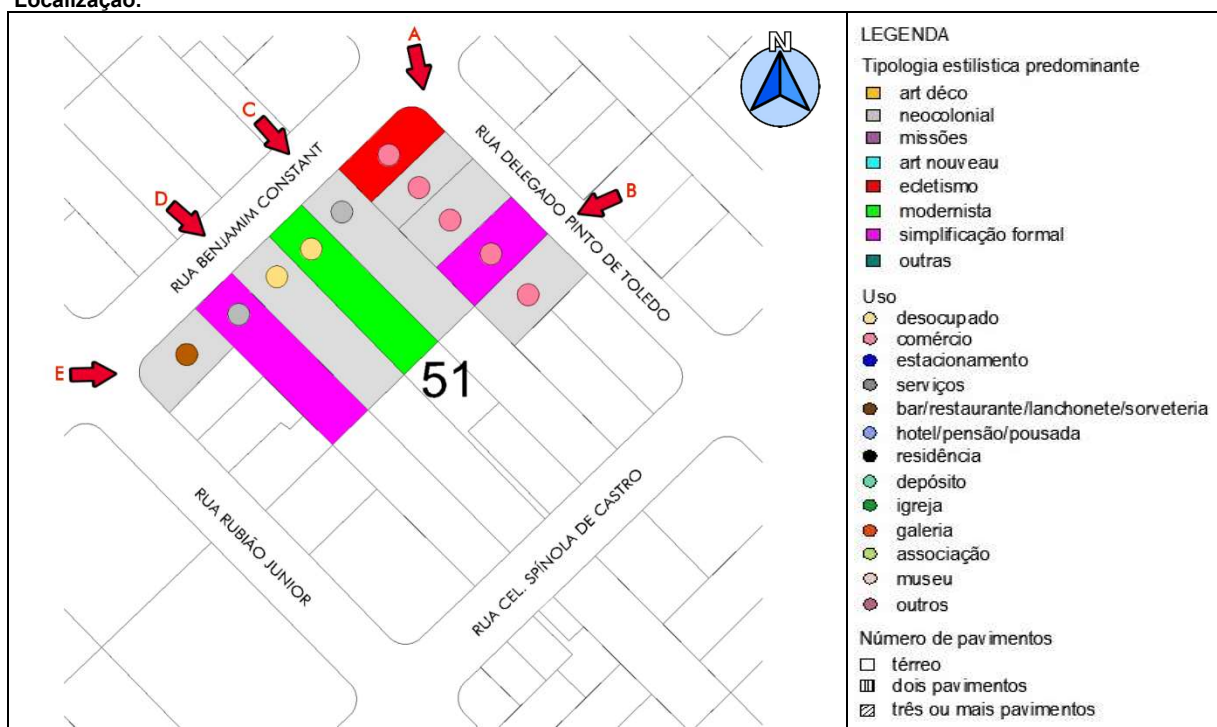 Localização:
A
N
C
B
D
E
RUA DELEGADO PINTO DE TOLEDO
RUA BENJAMIM CONSTANT
51
RUA RUBIÃO JUNIOR
RUA CEL. SPÍNOLA DE CASTRO
LEGENDA
Tipologia estilística predominante
art déco
neocolonial
missões
art nouveau
ecletismo
modernista
simplificação formal
outras
Uso
desocupado
comércio
estacionamento
serviços
bar/restaurante/lanchonete/sorveteria
hotel/pensão/pousada
residência
depósito
igreja
galeria
associação
museu
outros
Número de pavimentos
térreo
dois pavimentos
três ou mais pavimentos